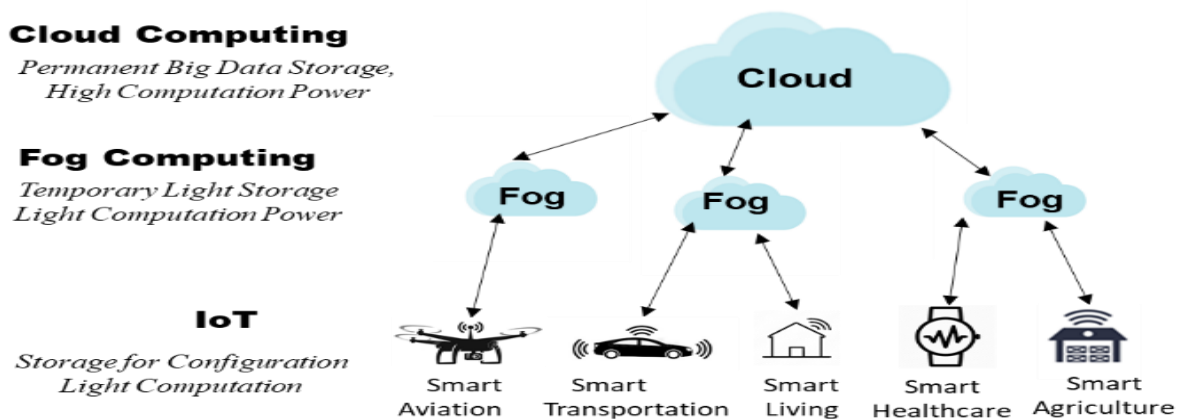 Cloud Computing
Permanent Big Data Storage,
High Computation Power
Cloud
Fog Computing
Temporary Light Storage
Light Computation Power
Fog
Fog
Fog
IoT
Storage for Configuration
Light Computation
Smart
Aviation
Smart
Transportation
Smart
Living
Smart
Healthcare
Smart
Agriculture